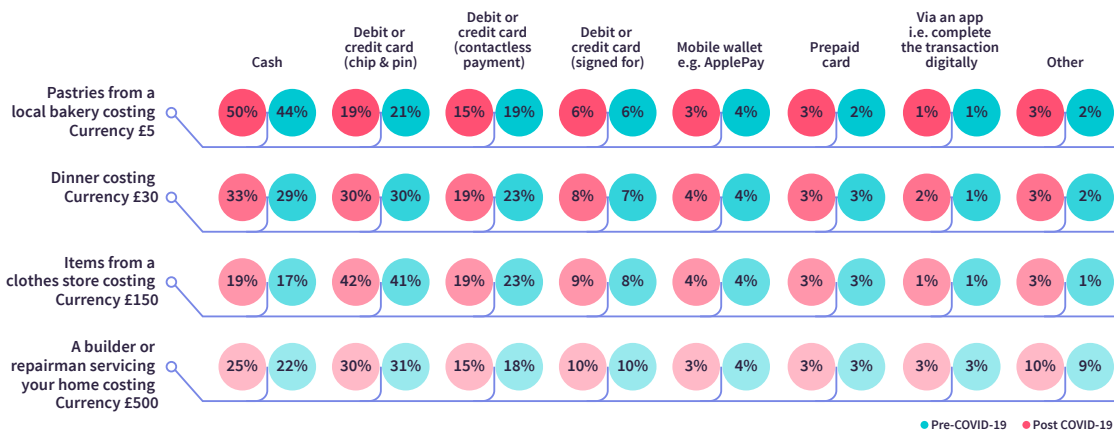 Cash
Debit or
credit card
(chip & pin)
Debit or
credit card
(contactless
payment)
Debit or
credit card
(signed for)
Mobile wallet
e.g. ApplePay
Prepaid
card
Via an app
i.e. complete
the transaction
digitally
Other
Pastries from a
local bakery costing
Currency £5
50% 44% 19% 21% 15% 19% 6% 6% 3% 4% 3% 2% 1% 1% 3% 2%
Dinner costing
Currency £30
33% 29% 30% 30% 19% 23% 8% 7% 4% 4% 3% 3% 2% 1% 3% 2%
Items from a
clothes store costing
Currency £150
19% 17% 42% 41% 19% 23% 9% 8% 4% 4% 3% 3% 1% 1% 3% 1%
A builder or
repairman servicing
your home costing
Currency £500
25% 22% 30% 31% 15% 18% 10% 10% 3% 4% 3% 3% 3% 3% 10% 9%
Pre-COVID-19 Post COVID-19